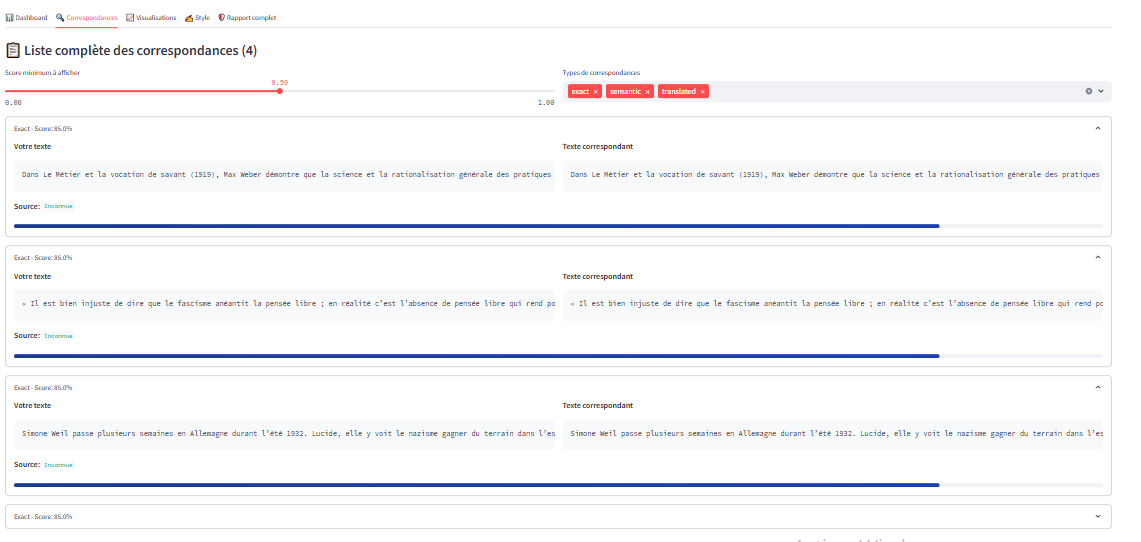 Dashboard Correspondances Visualisations Style Rapport complet
Liste complète des correspondances (4)
Score minimum à afficher Types de correspondances
0.50
exact × semantic × translated ×
0.00 1.00
Exact - Score: 85.0%
Votre texte Texte correspondant
Dans Le Métier et la vocation de savant (1919), Max Weber démontre que la science et la rationalisation générale des pratiques Dans Le Métier et la vocation de savant (1919), Max Weber démontre que la science et la rationalisation générale des pratiques
Source: Inconnue
Exact - Score: 85.0%
Votre texte Texte correspondant
« Il est bien injuste de dire que le fascisme anéantit la pensée libre ; en réalité c'est l'absence de pensée libre qui rend po « Il est bien injuste de dire que le fascisme anéantit la pensée libre ; en réalité c'est l'absence de pensée libre qui rend po
Source: Inconnue
Exact - Score: 85.0%
Votre texte Texte correspondant
Simone Weil passe plusieurs semaines en Allemagne durant l'été 1932. Lucide, elle y voit le nazisme gagner du terrain dans l'es Simone Weil passe plusieurs semaines en Allemagne durant l'été 1932. Lucide, elle y voit le nazisme gagner du terrain dans l'es
Source: Inconnue
Exact - Score: 85.0%